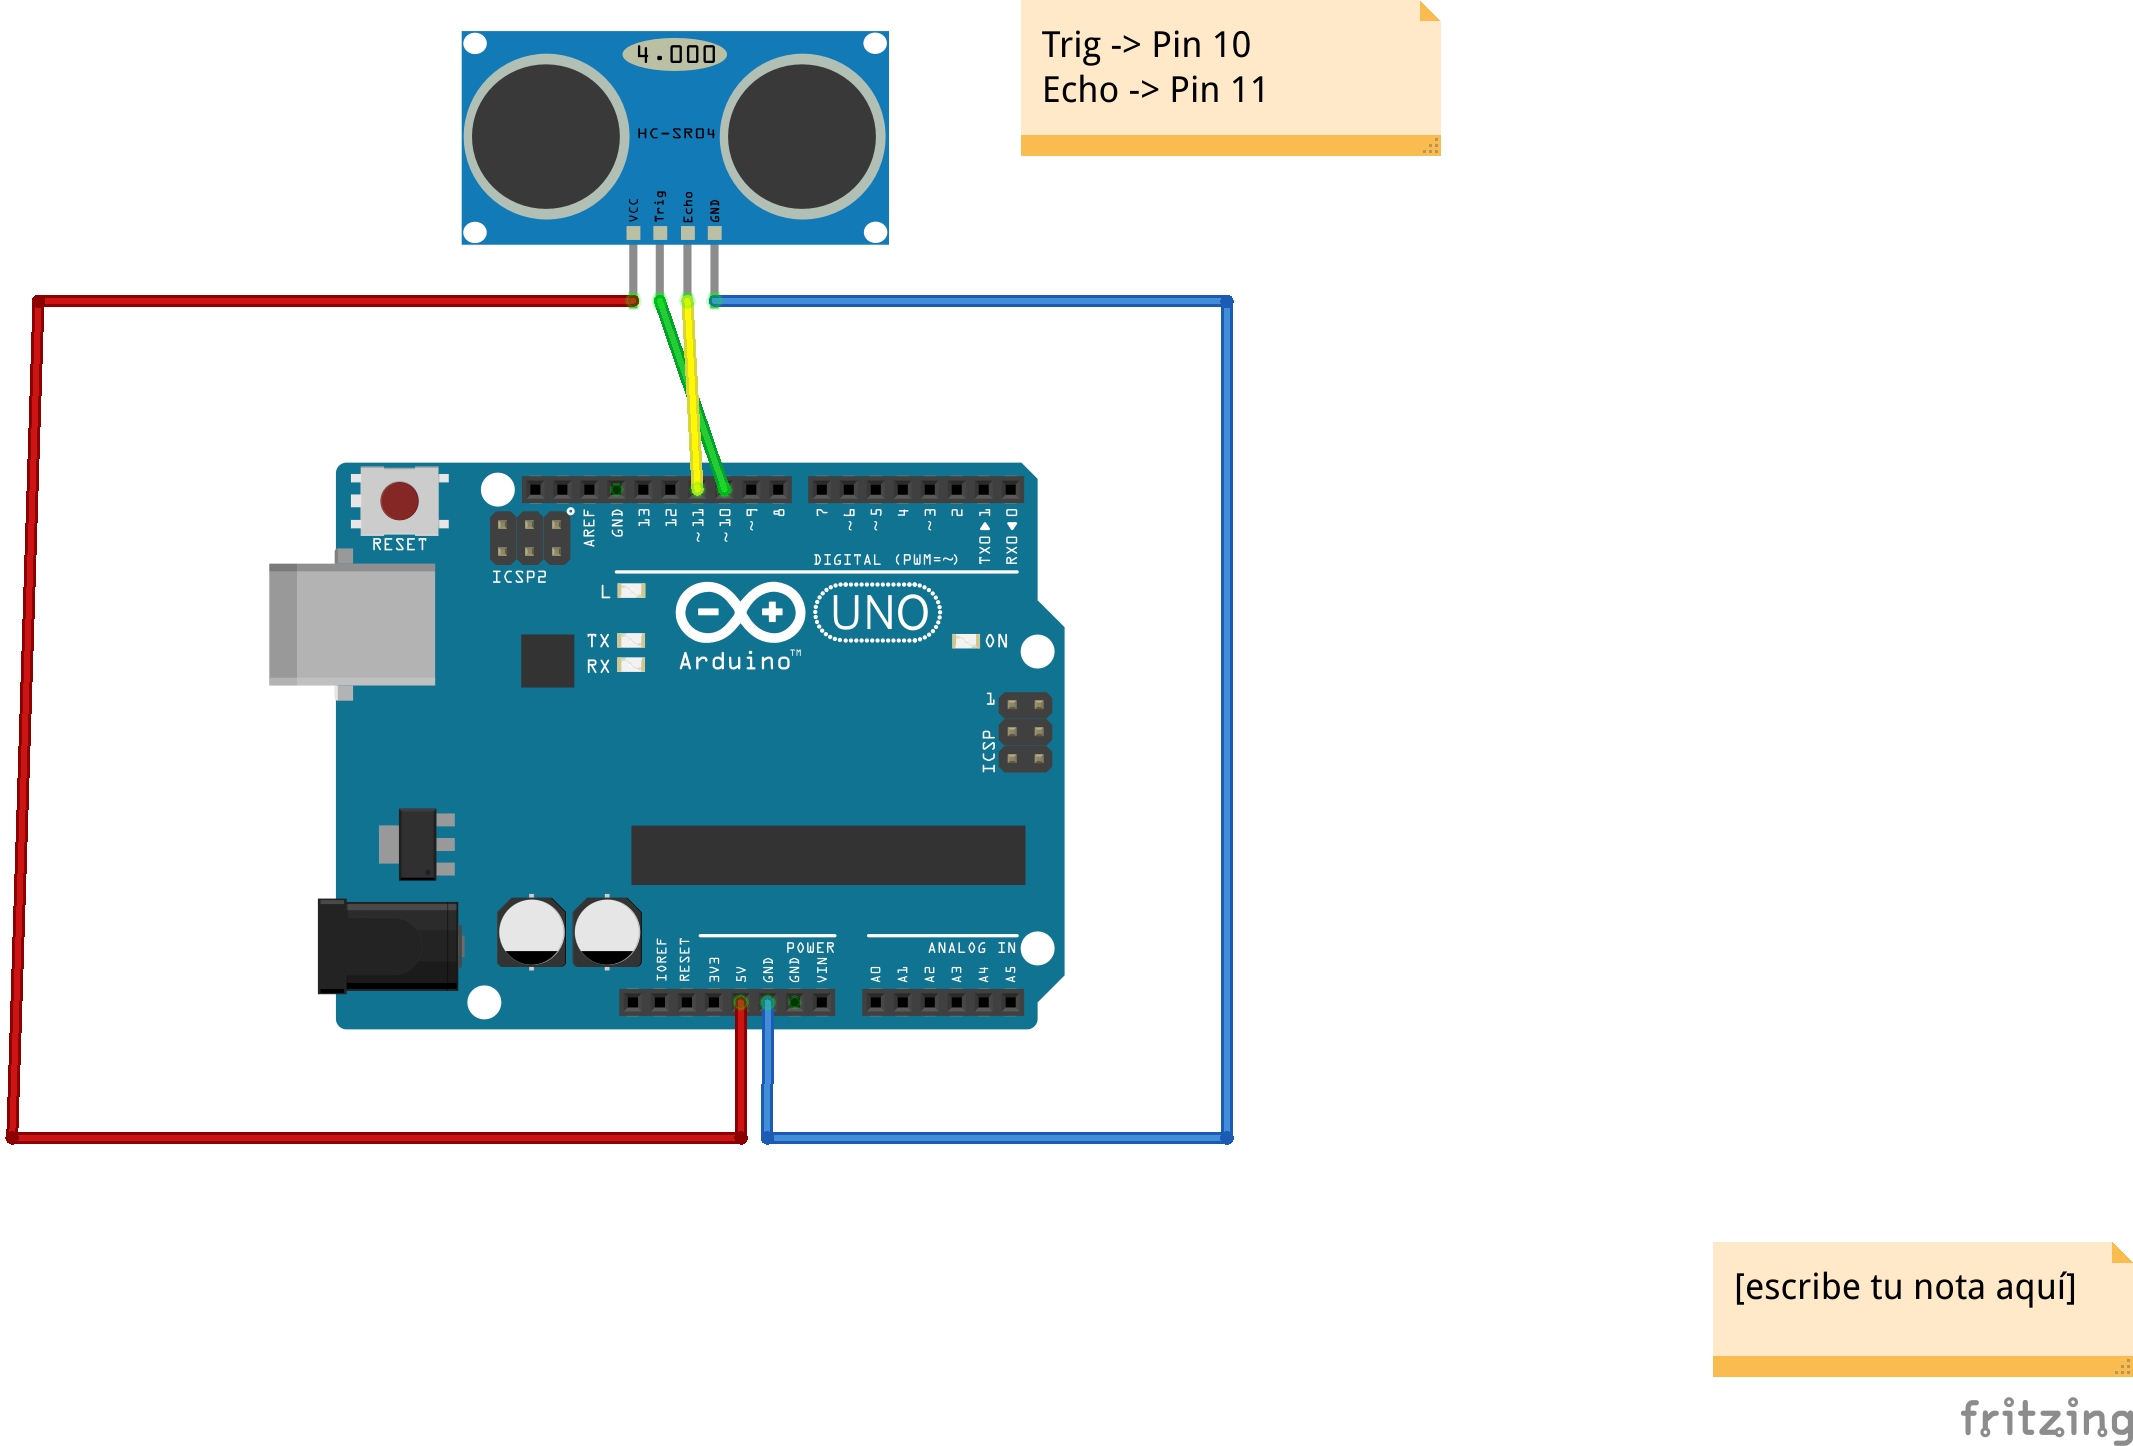 4.000
HC-SR04
VCC
Trig
Echo
GND
Trig -> Pin 10
Echo -> Pin 11
RESET
ICSP2
AREF
GND
13
12
~11
~10
~9
8
7
~6
~5
4
~3
2
TX0▶1
RX0◀0
DIGITAL (PWM=~)
L
TX
RX
Arduino™
UNO
ON
1
ICSP
IOREF
RESET
3V3
5V
GND
GND
VIN
POWER
ANALOG IN
A0
A1
A2
A3
A4
A5
[escribe tu nota aquí]
fritzing